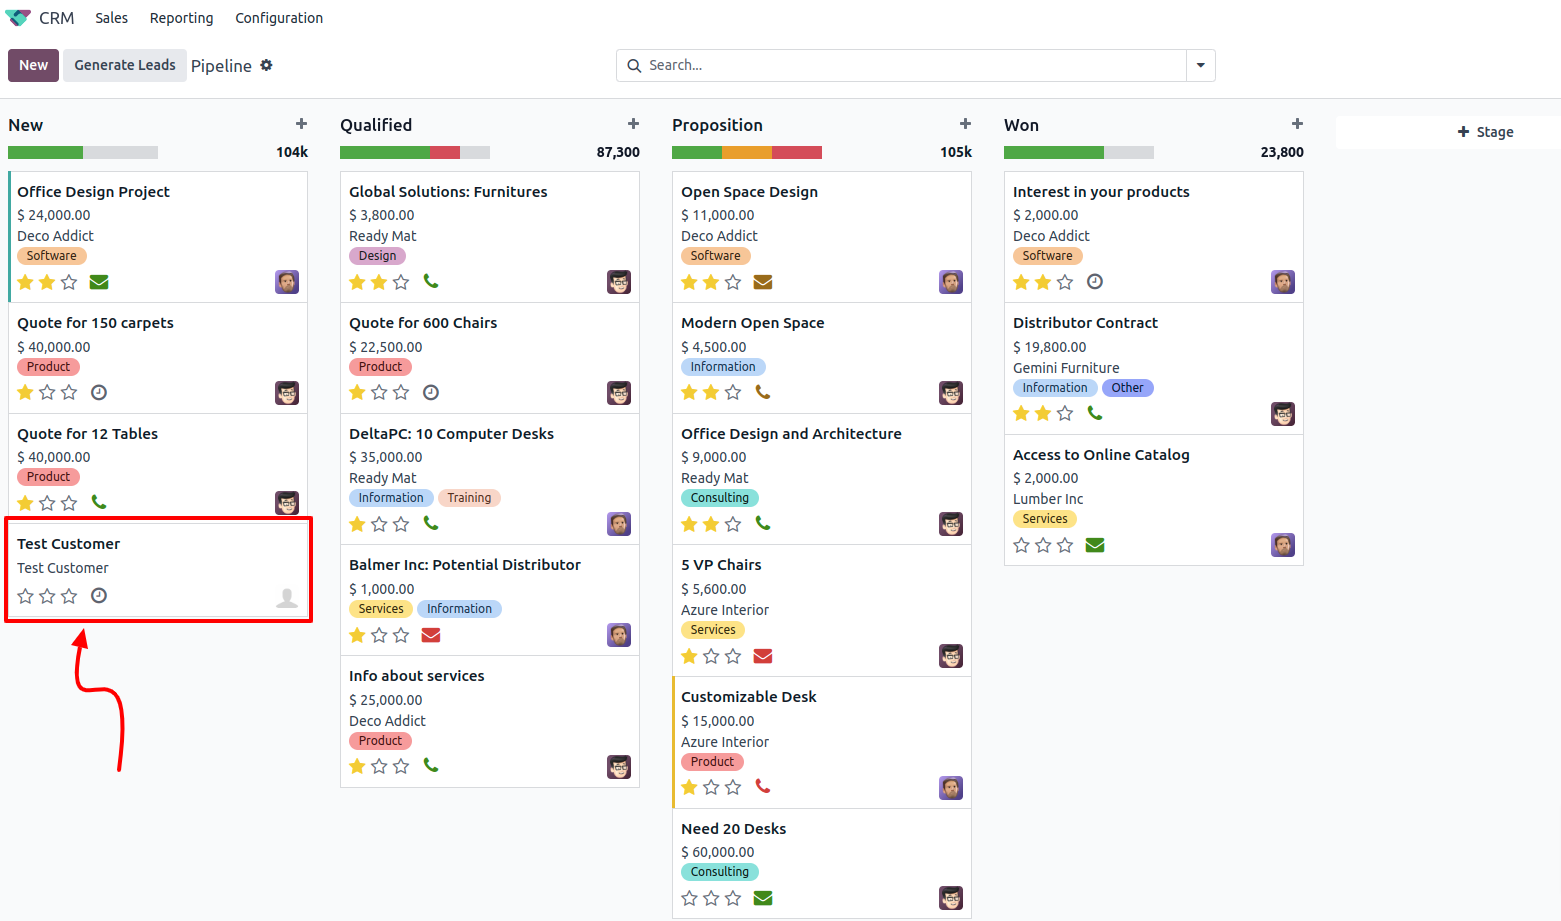 CRM Sales Reporting Configuration
New Generate Leads Pipeline Search...
New
104k
Office Design Project
$ 24,000.00
Deco Addict
Software
Quote for 150 carpets
$ 40,000.00
Product
Quote for 12 Tables
$ 40,000.00
Product
Test Customer
Test Customer
Qualified
87,300
Global Solutions: Furnitures
$ 3,800.00
Ready Mat
Design
Quote for 600 Chairs
$ 22,500.00
Product
DeltaPC: 10 Computer Desks
$ 35,000.00
Ready Mat
Information Training
Balmer Inc: Potential Distributor
$ 1,000.00
Services Information
Info about services
$ 25,000.00
Deco Addict
Product
Proposition
105k
Open Space Design
$ 11,000.00
Deco Addict
Software
Modern Open Space
$ 4,500.00
Information
Office Design and Architecture
$ 9,000.00
Ready Mat
Consulting
5 VP Chairs
$ 5,600.00
Azure Interior
Services
Customizable Desk
$ 15,000.00
Azure Interior
Product
Need 20 Desks
$ 60,000.00
Consulting
Won
23,800
Interest in your products
$ 2,000.00
Deco Addict
Software
Distributor Contract
$ 19,800.00
Gemini Furniture
Information Other
Access to Online Catalog
$ 2,000.00
Lumber Inc
Services
+ Stage